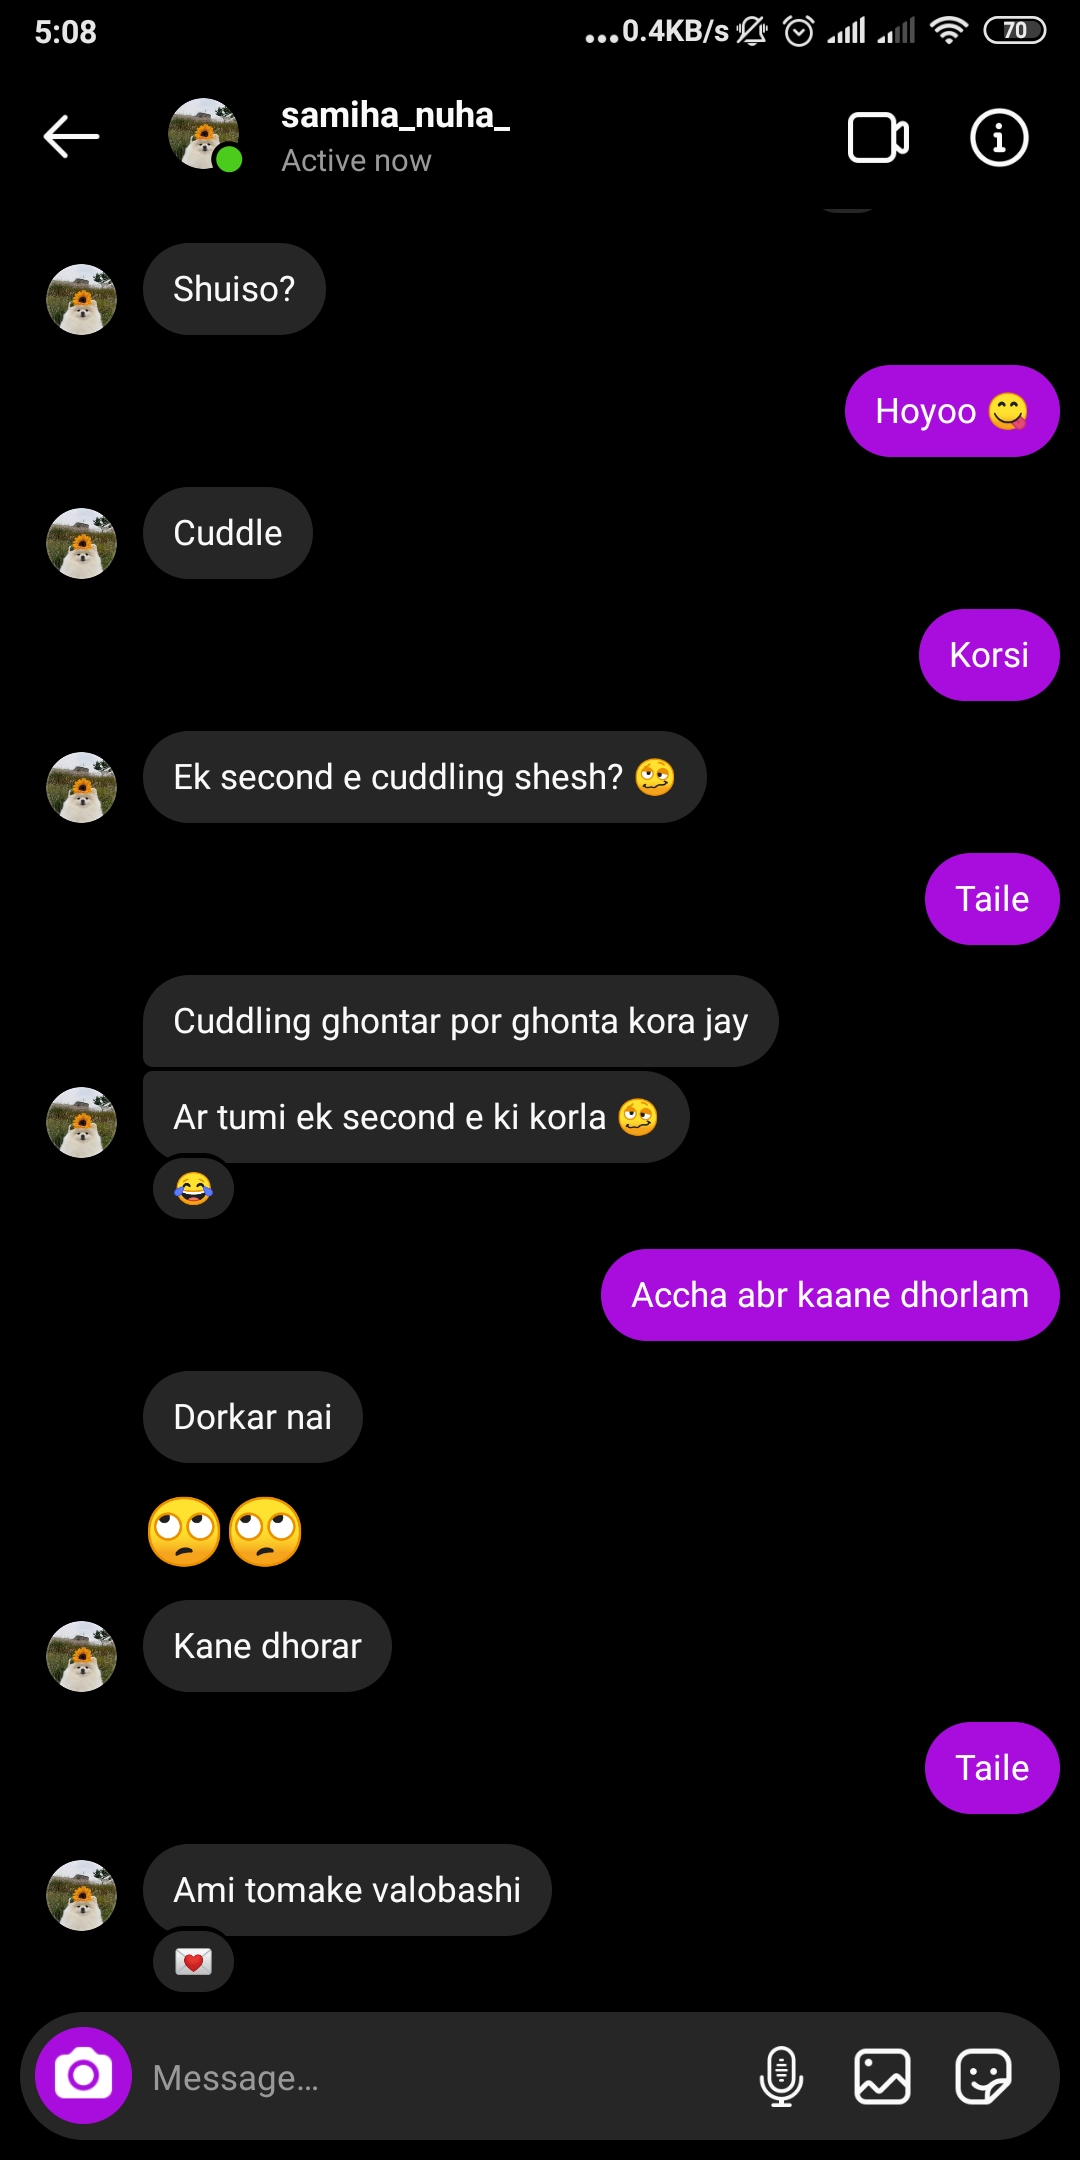 5:08
...0.4KB/s
70
samiha_nuha_
Active now
Shuiso?
Hoyoo 😋
Cuddle
Korsi
Ek second e cuddling shesh? 🥴
Taile
Cuddling ghontar por ghonta kora jay
Ar tumi ek second e ki korla 🥴
😂
Accha abr kaane dhorlam
Dorkar nai
🙄🙄
Kane dhorar
Taile
Ami tomake valobashi
💌
Message...